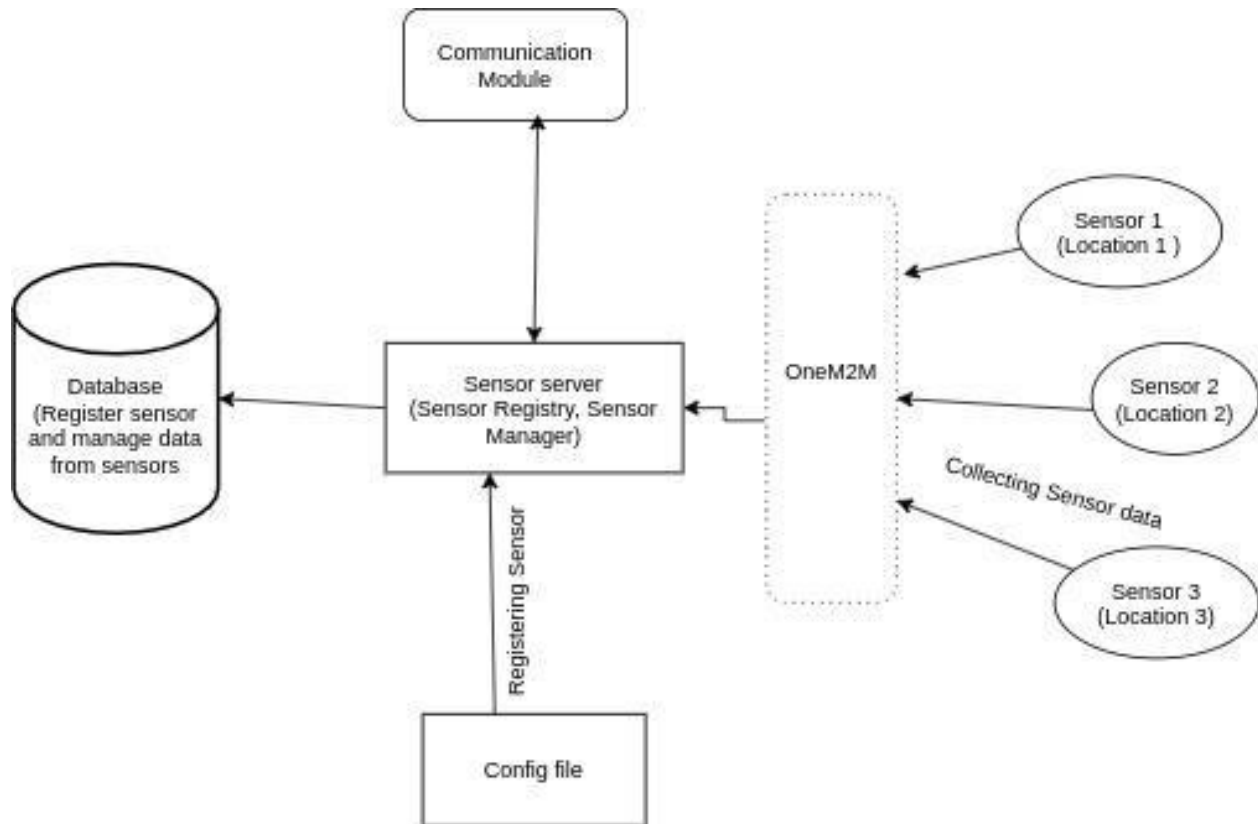 Communication
Module
Sensor 1
(Location 1 )
OneM2M
Sensor 2
(Location 2)
Database
(Register sensor
and manage data
from sensors
Sensor server
(Sensor Registry, Sensor
Manager)
Collecting Sensor data
Registering Sensor
Sensor 3
(Location 3)
Config file